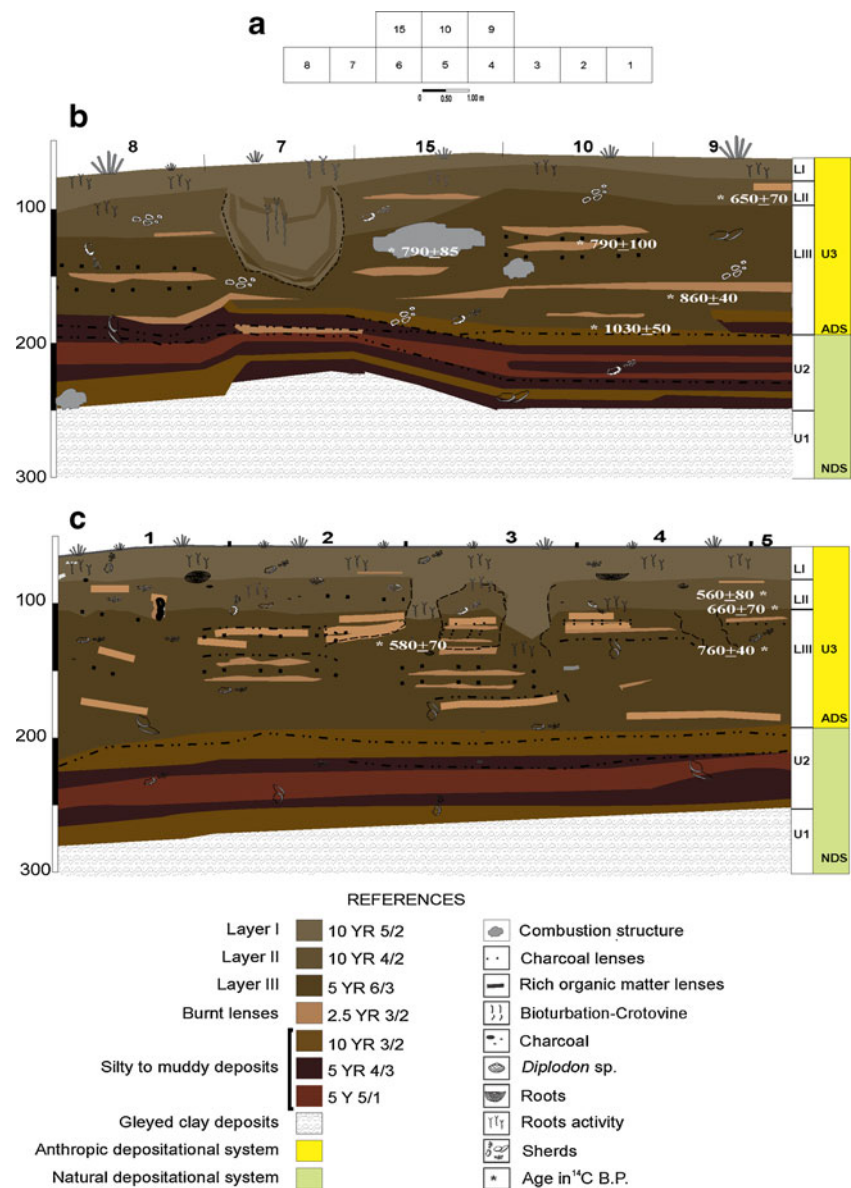 a
15 10 9
8 7 6 5 4 3 2 1
0 0.50 1.00 m
b
8 7 15 10 9
LI
100
* 650±70
LII
* 790±85
* 790±100
LIII
U3
* 860±40
* 1030±50
ADS
200
U2
U1
300
NDS
c
1 2 3 4 5
LI
560±80 *
100
LII
660±70 *
* 580±70
760±40 *
LIII
U3
200
ADS
U2
U1
300
NDS
REFERENCES
Layer I 10 YR 5/2 Combustion structure
Layer II 10 YR 4/2 Charcoal lenses
Layer III 5 YR 6/3 Rich organic matter lenses
Burnt lenses 2.5 YR 3/2 Bioturbation-Crotovine
10 YR 3/2 Charcoal
Silty to muddy deposits 5 YR 4/3 Diplodon sp.
5 Y 5/1 Roots
Gleyed clay deposits Roots activity
Anthropic depositational system Sherds
Natural depositational system * Age in 14C B.P.